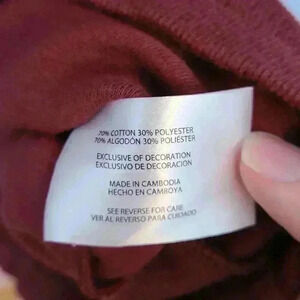 70% COTTON 30% POLYESTER
70% ALGODÓN 30% POLIÉSTER
EXCLUSIVE OF DECORATION
EXCLUSIVO DE DECORACIÓN
MADE IN CAMBODIA
HECHO EN CAMBOYA
SEE REVERSE FOR CARE
VER AL REVERSO PARA CUIDADO